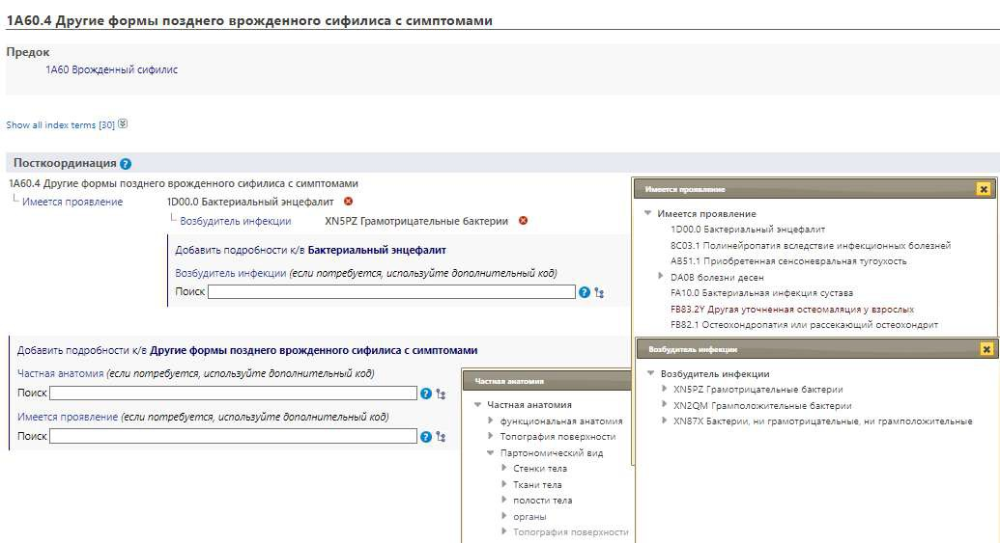 1A60.4 Другие формы позднего врожденного сифилиса с симптомами
Предок
1A60 Врожденный сифилис
Show all index terms [30]
Посткоординация ?
1A60.4 Другие формы позднего врожденного сифилиса с симптомами
Имеется проявление 1D00.0 Бактериальный энцефалит
Возбудитель инфекции XN5PZ Грамотрицательные бактерии
Добавить подробности к/в Бактериальный энцефалит
Возбудитель инфекции (если потребуется, используйте дополнительный код)
Поиск ?
Добавить подробности к/в Другие формы позднего врожденного сифилиса с симптомами
Частная анатомия (если потребуется, используйте дополнительный код)
Поиск ?
Имеется проявление (если потребуется, используйте дополнительный код)
Поиск ?
Имеется проявление
Имеется проявление
1D00.0 Бактериальный энцефалит
8C03.1 Полинейропатия вследствие инфекционных болезней
AB51.1 Приобретенная сенсоневральная тугоухость
DA0B болезни десен
FA10.0 Бактериальная инфекция сустава
FB83.2Y Другая уточненная остеомаляция у взрослых
FB82.1 Остеохондропатия или рассекающий остеохондрит
Возбудитель инфекции
Возбудитель инфекции
XN5PZ Грамотрицательные бактерии
XN2QM Грамположительные бактерии
XN87X Бактерии, ни грамотрицательные, ни грамположительные
Частная анатомия
Частная анатомия
функциональная анатомия
Топография поверхности
Партономический вид
Стенки тела
Ткани тела
полости тела
органы
Топография поверхности